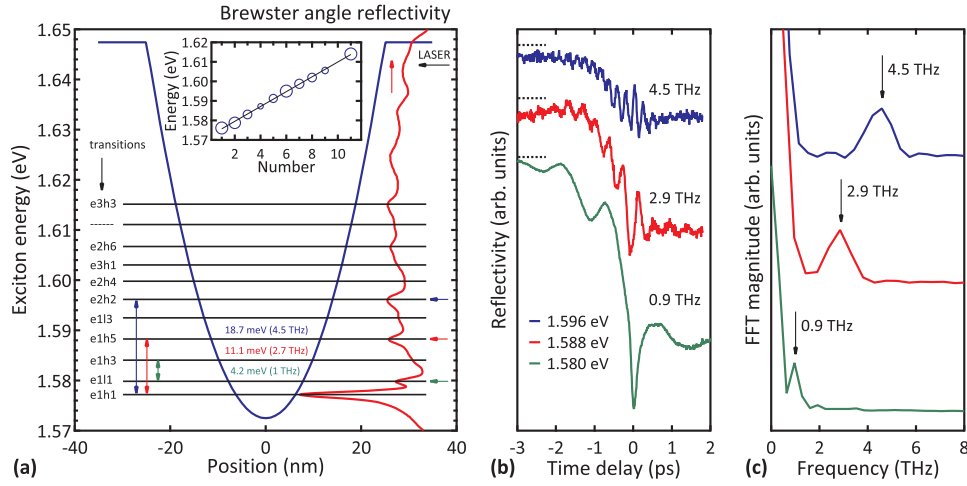 Brewster angle reflectivity
Exciton energy (eV)
1.65
1.64
1.63
1.62
1.61
1.60
1.59
1.58
1.57
-40
-20
0
20
40
Position (nm)
(a)
transitions
e3h3
------
e2h6
e3h1
e2h4
e2h2
e1l3
e1h5
e1h3
e1l1
e1h1
18.7 meV (4.5 THz)
11.1 meV (2.7 THz)
4.2 meV (1 THz)
LASER
Energy (eV)
1.62
1.61
1.60
1.59
1.58
1.57
2
4
6
8
10
Number
Reflectivity (arb. units)
4.5 THz
2.9 THz
0.9 THz
1.596 eV
1.588 eV
1.580 eV
-3
-2
-1
0
1
2
Time delay (ps)
(b)
FFT magnitude (arb. units)
4.5 THz
2.9 THz
0.9 THz
0
2
4
6
8
Frequency (THz)
(c)